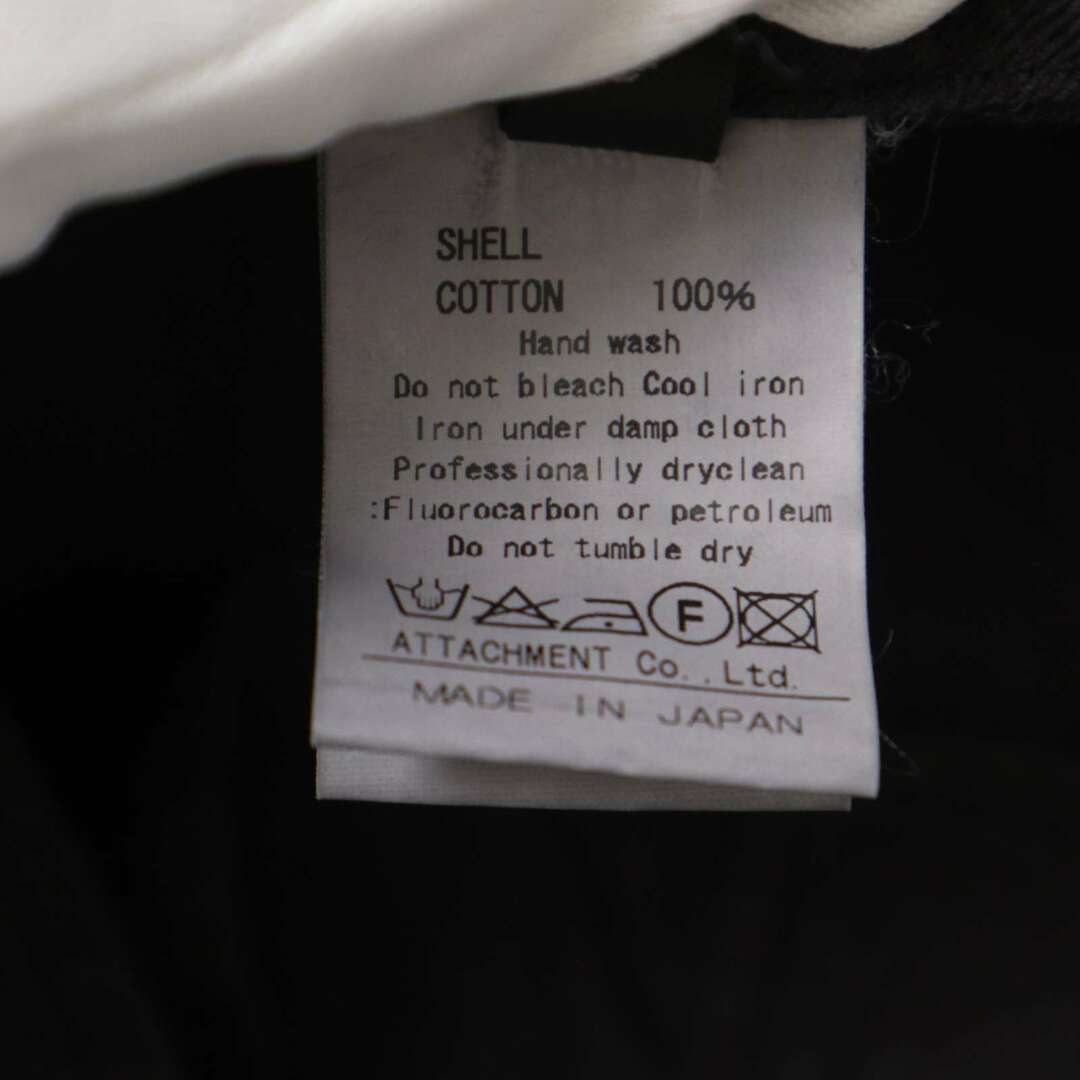 SHELL
COTTON 100%
Hand wash
Do not bleach Cool iron
Iron under damp cloth
Professionally dryclean
:Fluorocarbon or petroleum
Do not tumble dry
F
ATTACHMENT Co.,Ltd.
MADE IN JAPAN